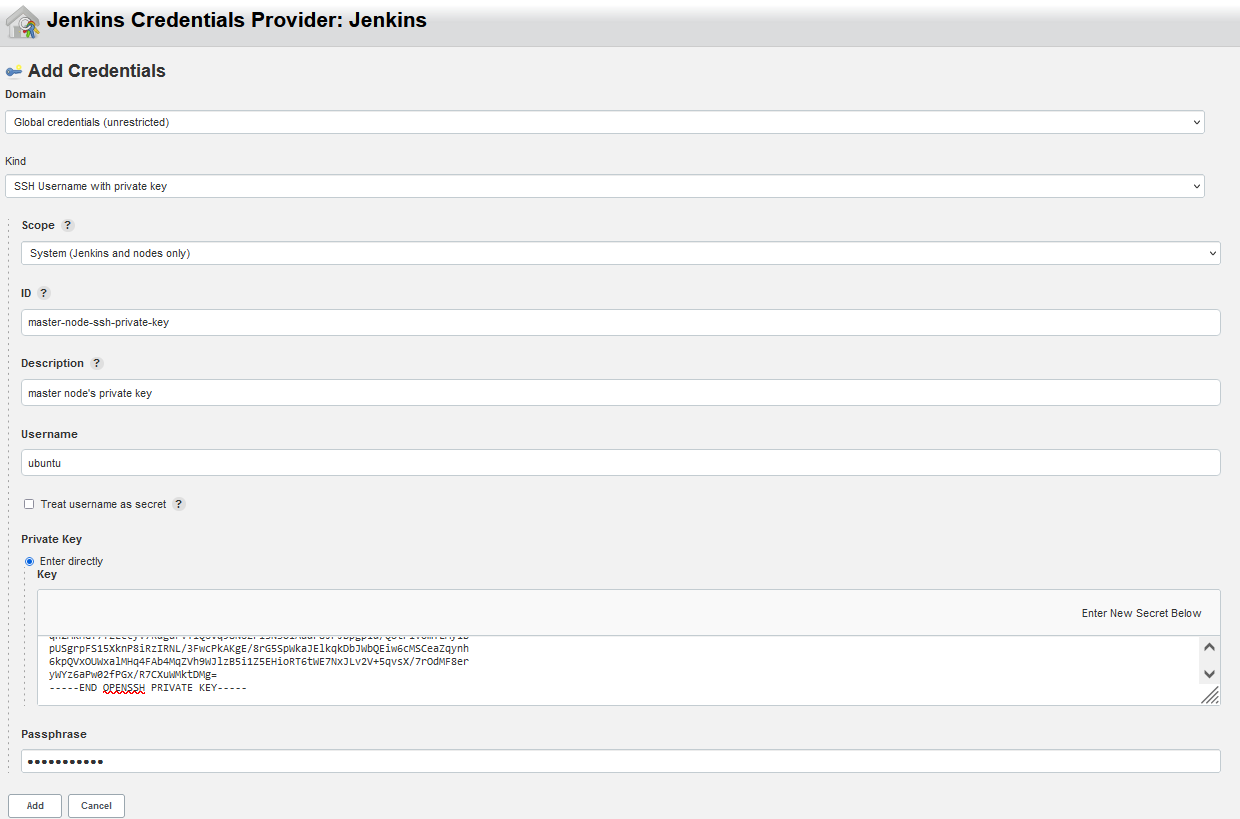 Jenkins Credentials Provider: Jenkins
Add Credentials
Domain
Global credentials (unrestricted)
Kind
SSH Username with private key
Scope ?
System (Jenkins and nodes only)
ID ?
master-node-ssh-private-key
Description ?
master node's private key
Username
ubuntu
Treat username as secret ?
Private Key
Enter directly
Key
Enter New Secret Below
pUSgrpFS15XknP8iRzIRNL/3FwcPkAKgE/8rG5SpWkaJElkqkDbJWbQEiw6cMSCeaZqynh
6kpQVxOUWxalMHq4FAb4MqZVh9WJlzB5i1Z5EHioRT6tWE7NxJLv2V+5qvsX/7rOdMF8er
yWYz6aPw02fPGx/R7CXuWMktDMg=
-----END OPENSSH PRIVATE KEY-----
Passphrase
Add Cancel